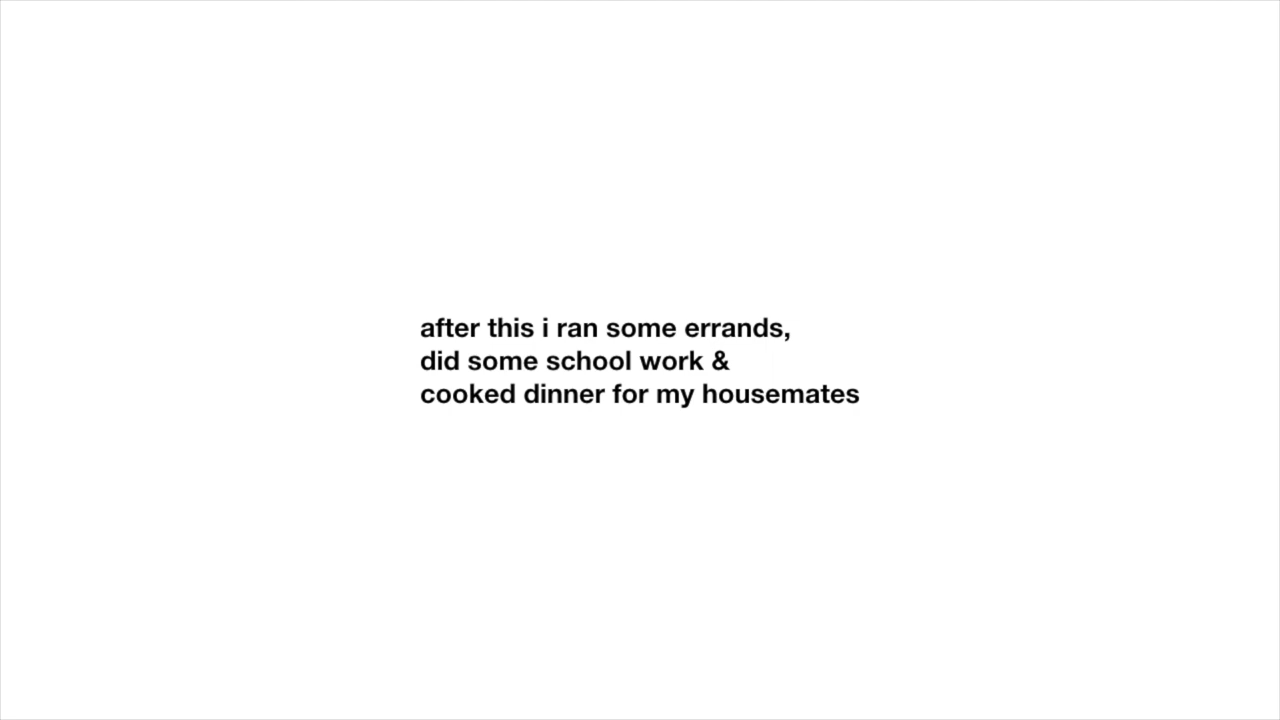 after this i ran some errands,
did some school work &
cooked dinner for my housemates